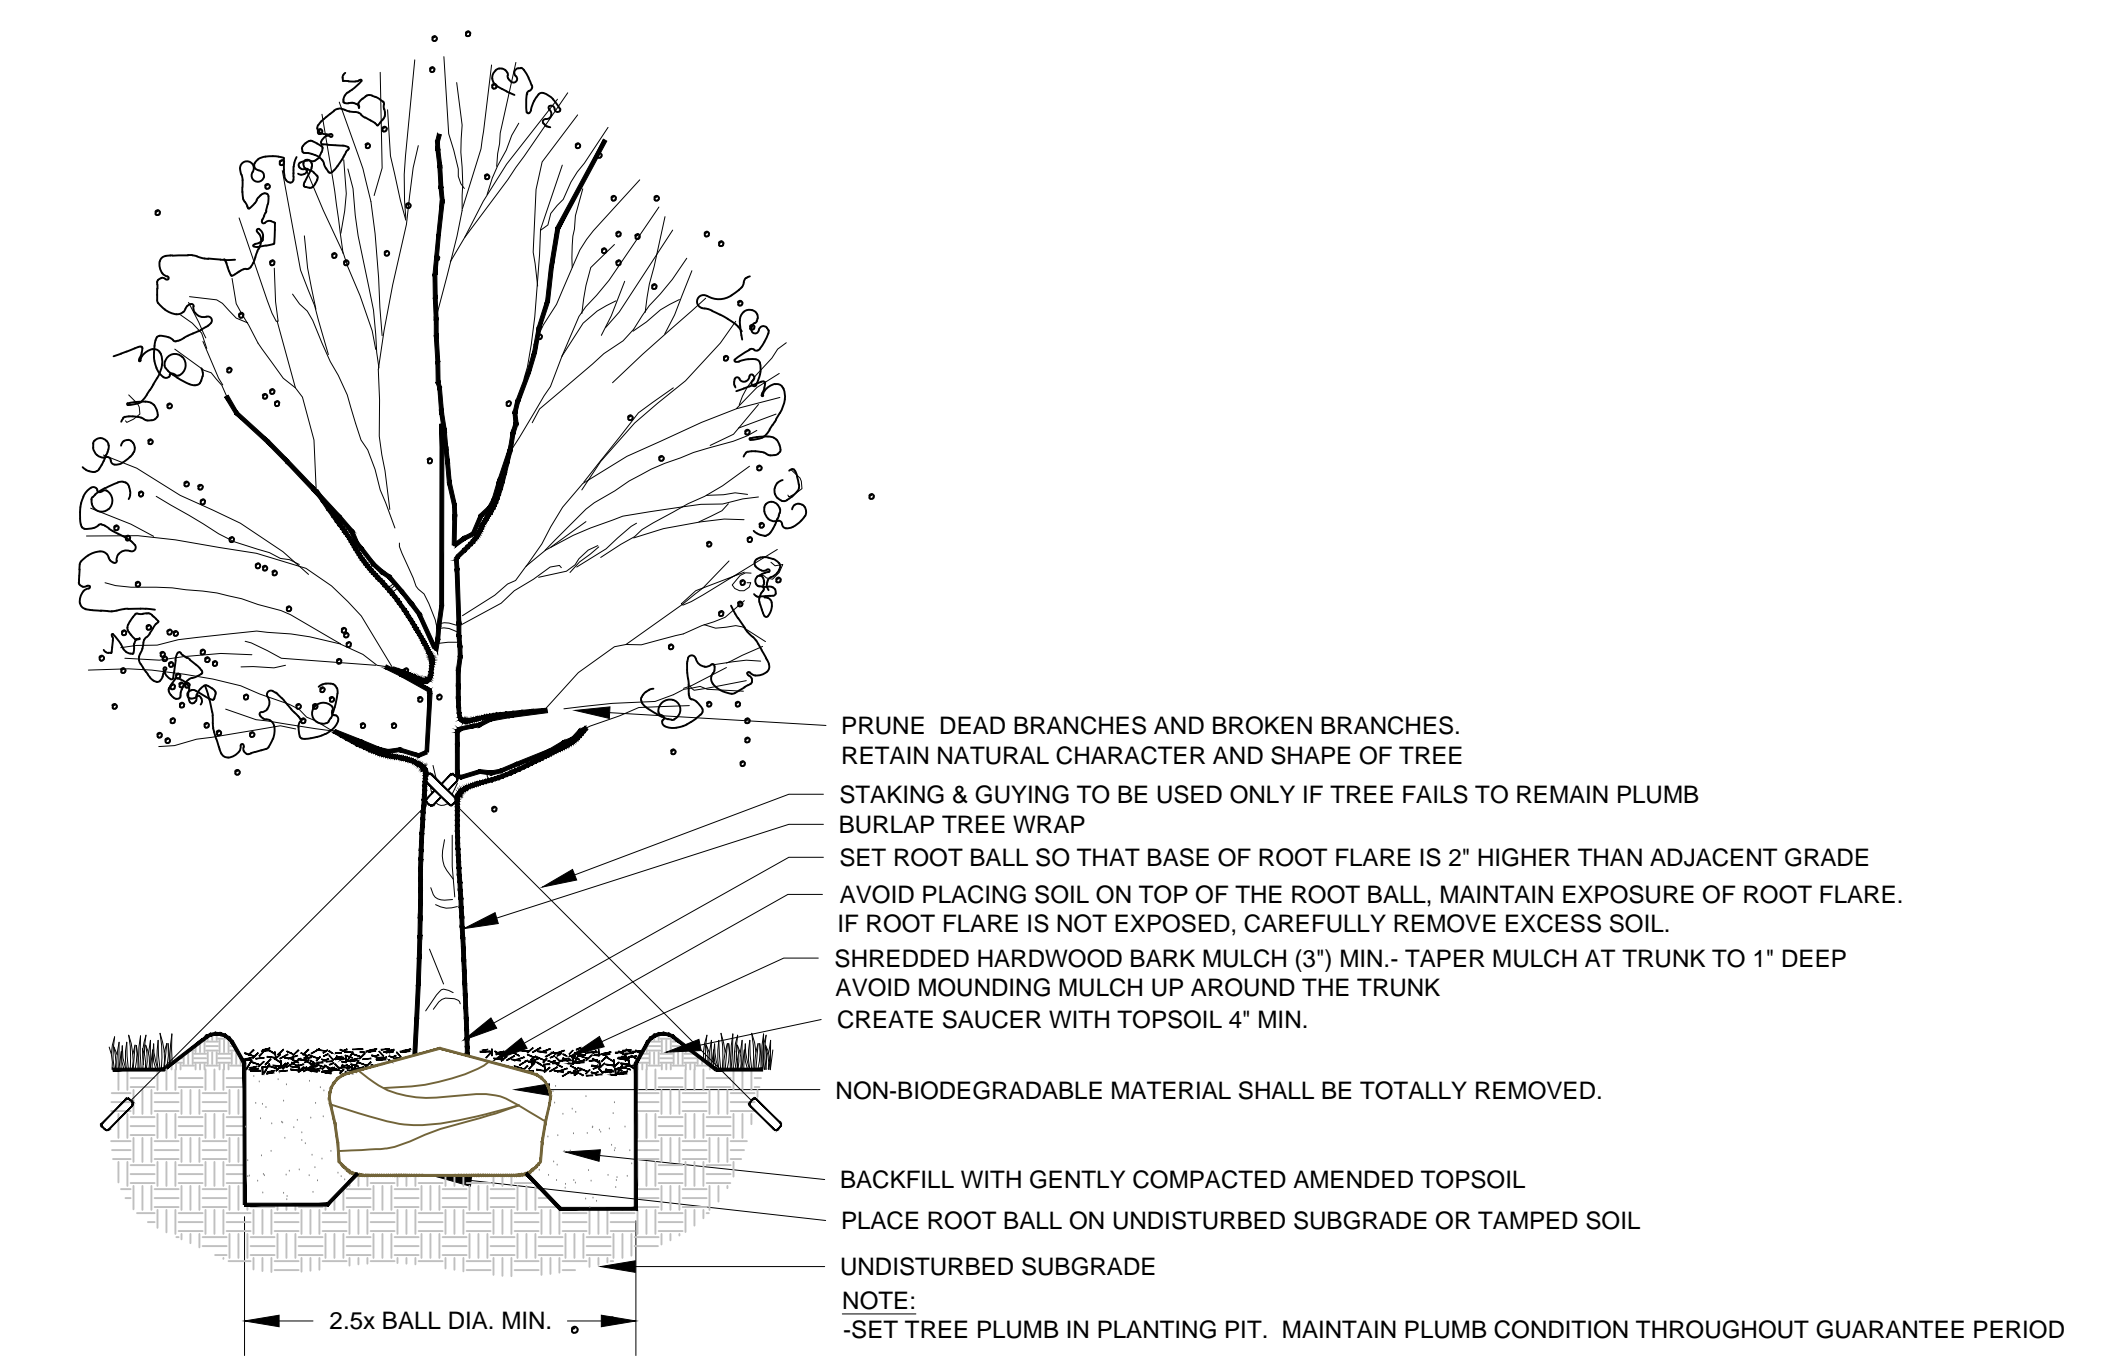 PRUNE  DEAD BRANCHES AND BROKEN BRANCHES.
RETAIN NATURAL CHARACTER AND SHAPE OF TREE
STAKING & GUYING TO BE USED ONLY IF TREE FAILS TO REMAIN PLUMB
BURLAP TREE WRAP
SET ROOT BALL SO THAT BASE OF ROOT FLARE IS 2" HIGHER THAN ADJACENT GRADE
AVOID PLACING SOIL ON TOP OF THE ROOT BALL, MAINTAIN EXPOSURE OF ROOT FLARE.
IF ROOT FLARE IS NOT EXPOSED, CAREFULLY REMOVE EXCESS SOIL.
SHREDDED HARDWOOD BARK MULCH (3") MIN.- TAPER MULCH AT TRUNK TO 1" DEEP
AVOID MOUNDING MULCH UP AROUND THE TRUNK
CREATE SAUCER WITH TOPSOIL 4" MIN.
NON-BIODEGRADABLE MATERIAL SHALL BE TOTALLY REMOVED.
BACKFILL WITH GENTLY COMPACTED AMENDED TOPSOIL
PLACE ROOT BALL ON UNDISTURBED SUBGRADE OR TAMPED SOIL
UNDISTURBED SUBGRADE
NOTE:
-SET TREE PLUMB IN PLANTING PIT.  MAINTAIN PLUMB CONDITION THROUGHOUT GUARANTEE PERIOD
2.5x BALL DIA. MIN.